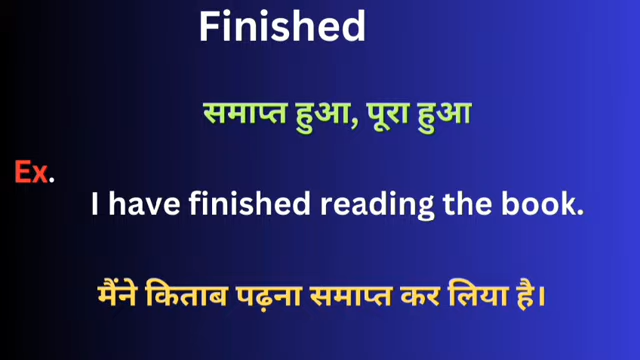 Finished
समाप्त हुआ, पूरा हुआ
Ex.
I have finished reading the book.
मैंने किताब पढ़ना समाप्त कर लिया है।